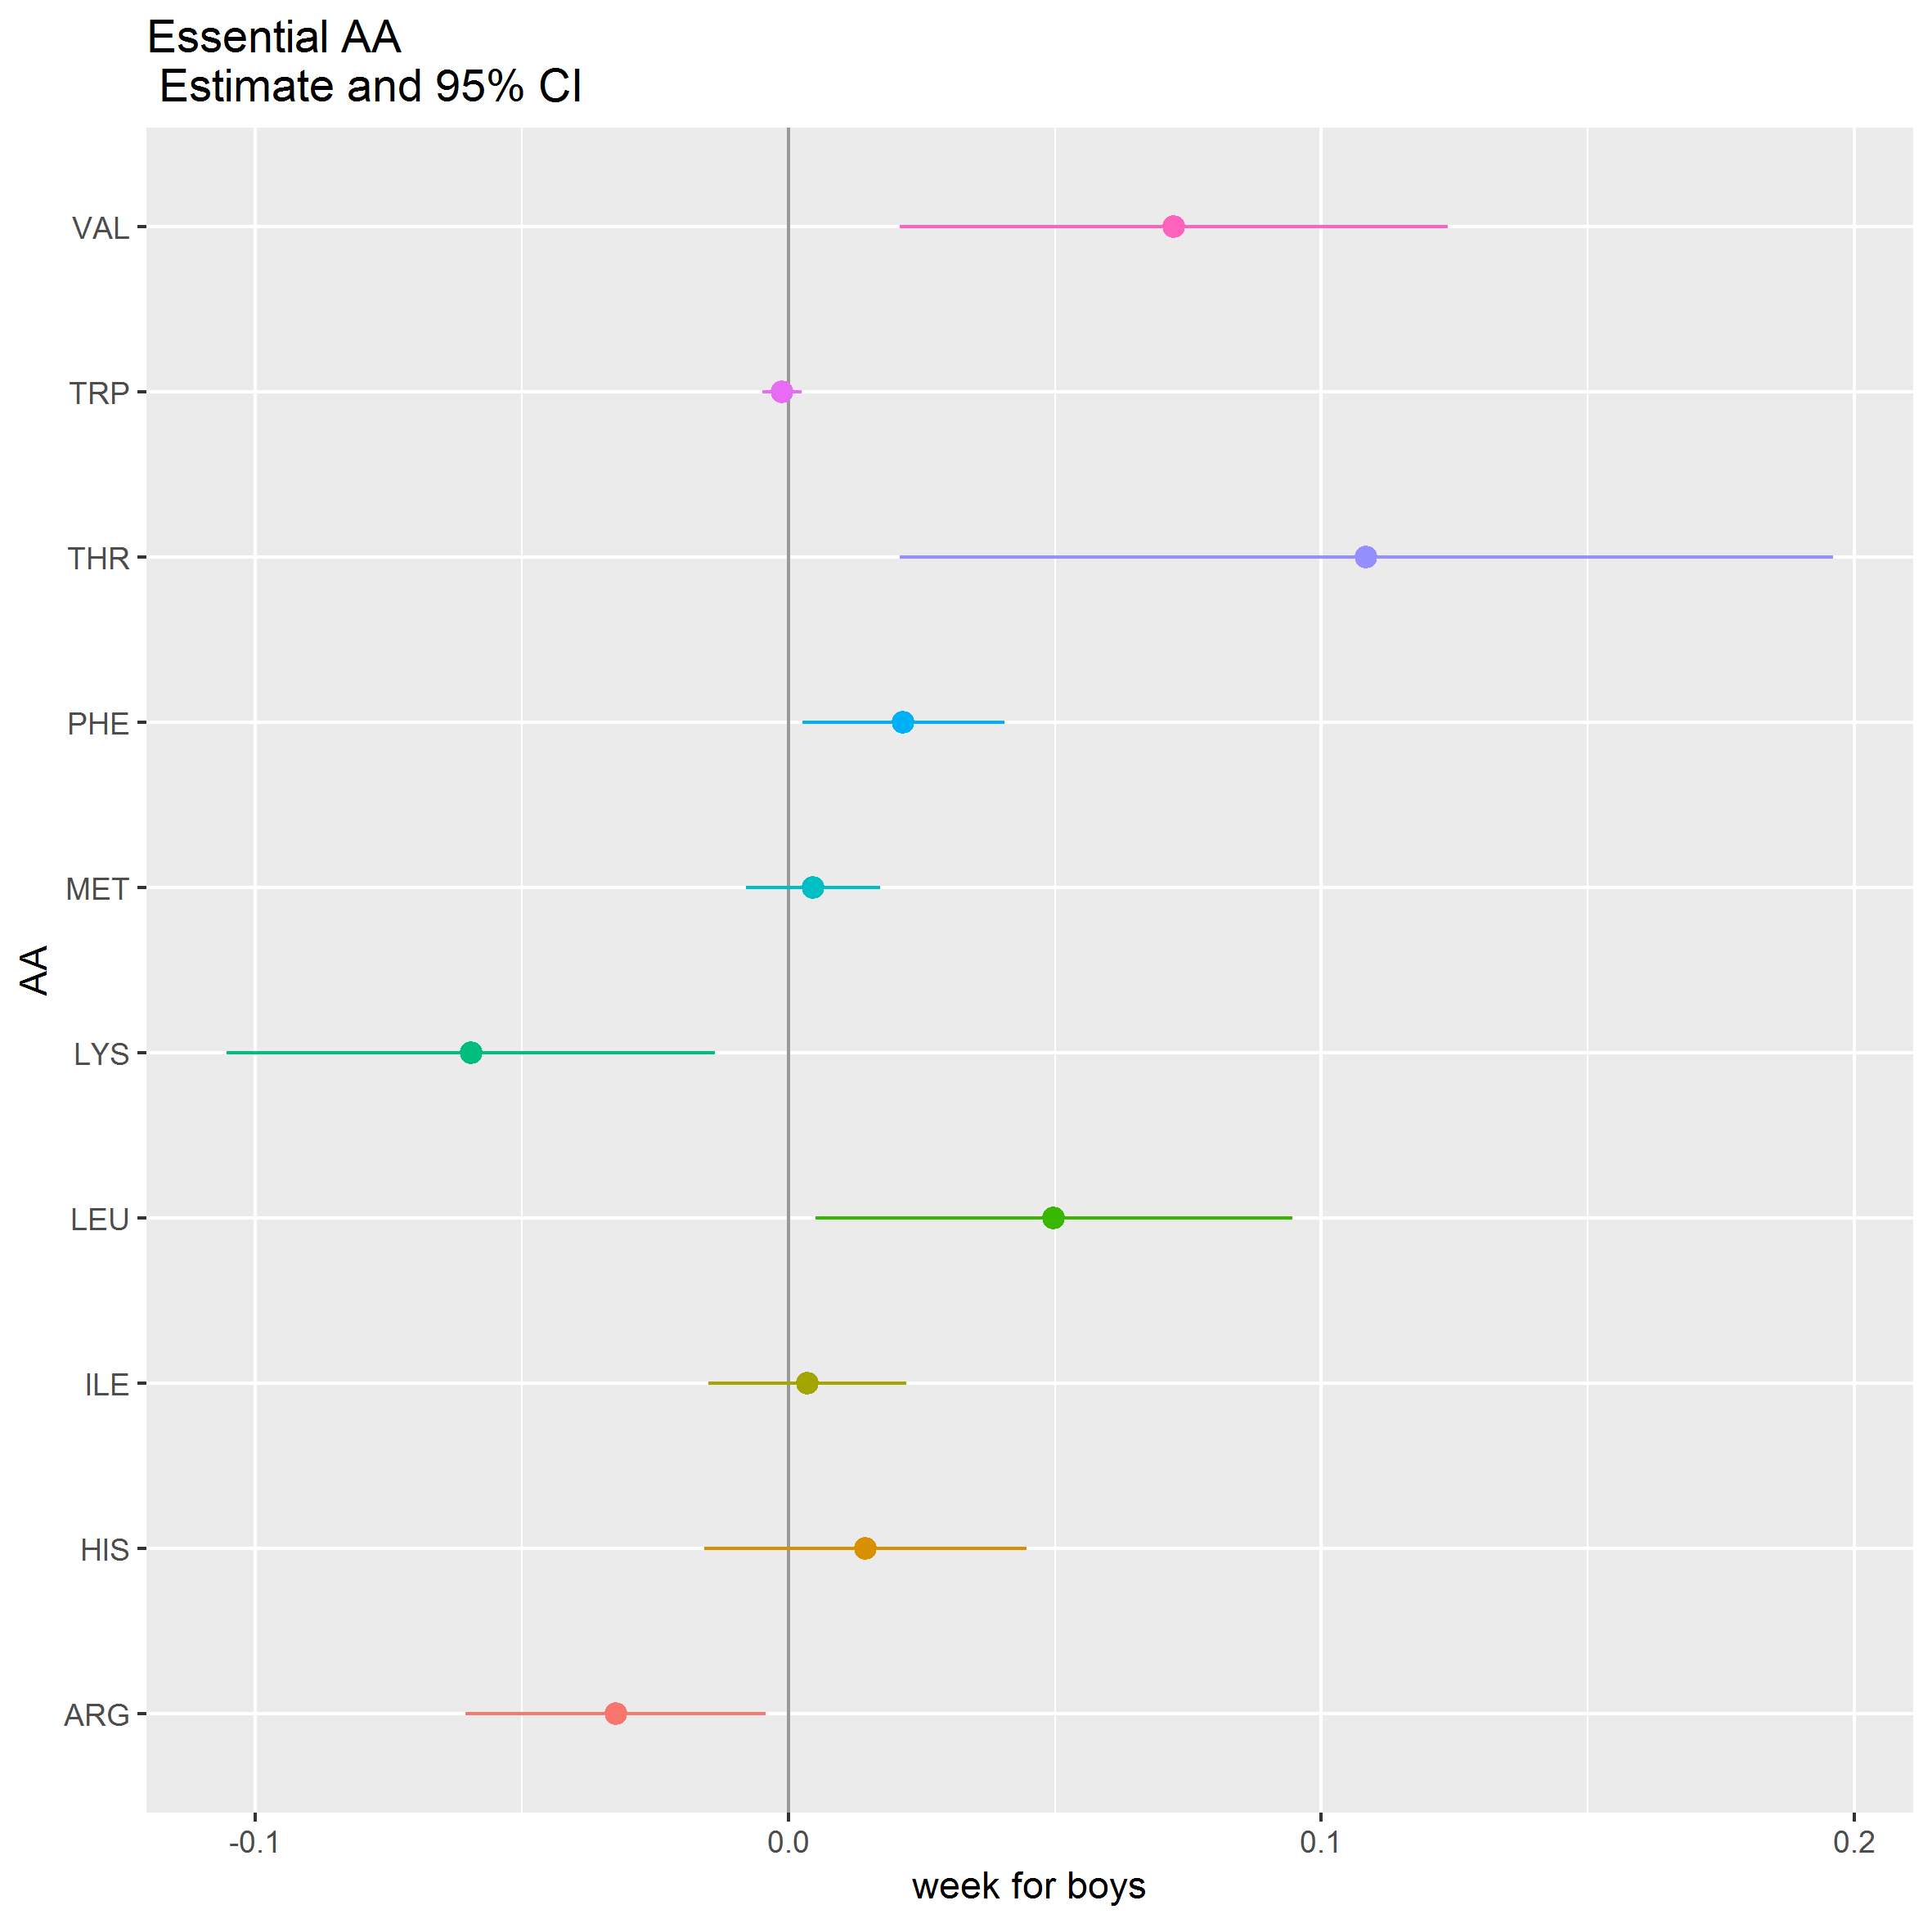 Essential AA
Estimate and 95% CI
VAL
TRP
THR
PHE
MET
LYS
LEU
ILE
HIS
ARG
AA
-0.1 0.0 0.1 0.2
week for boys